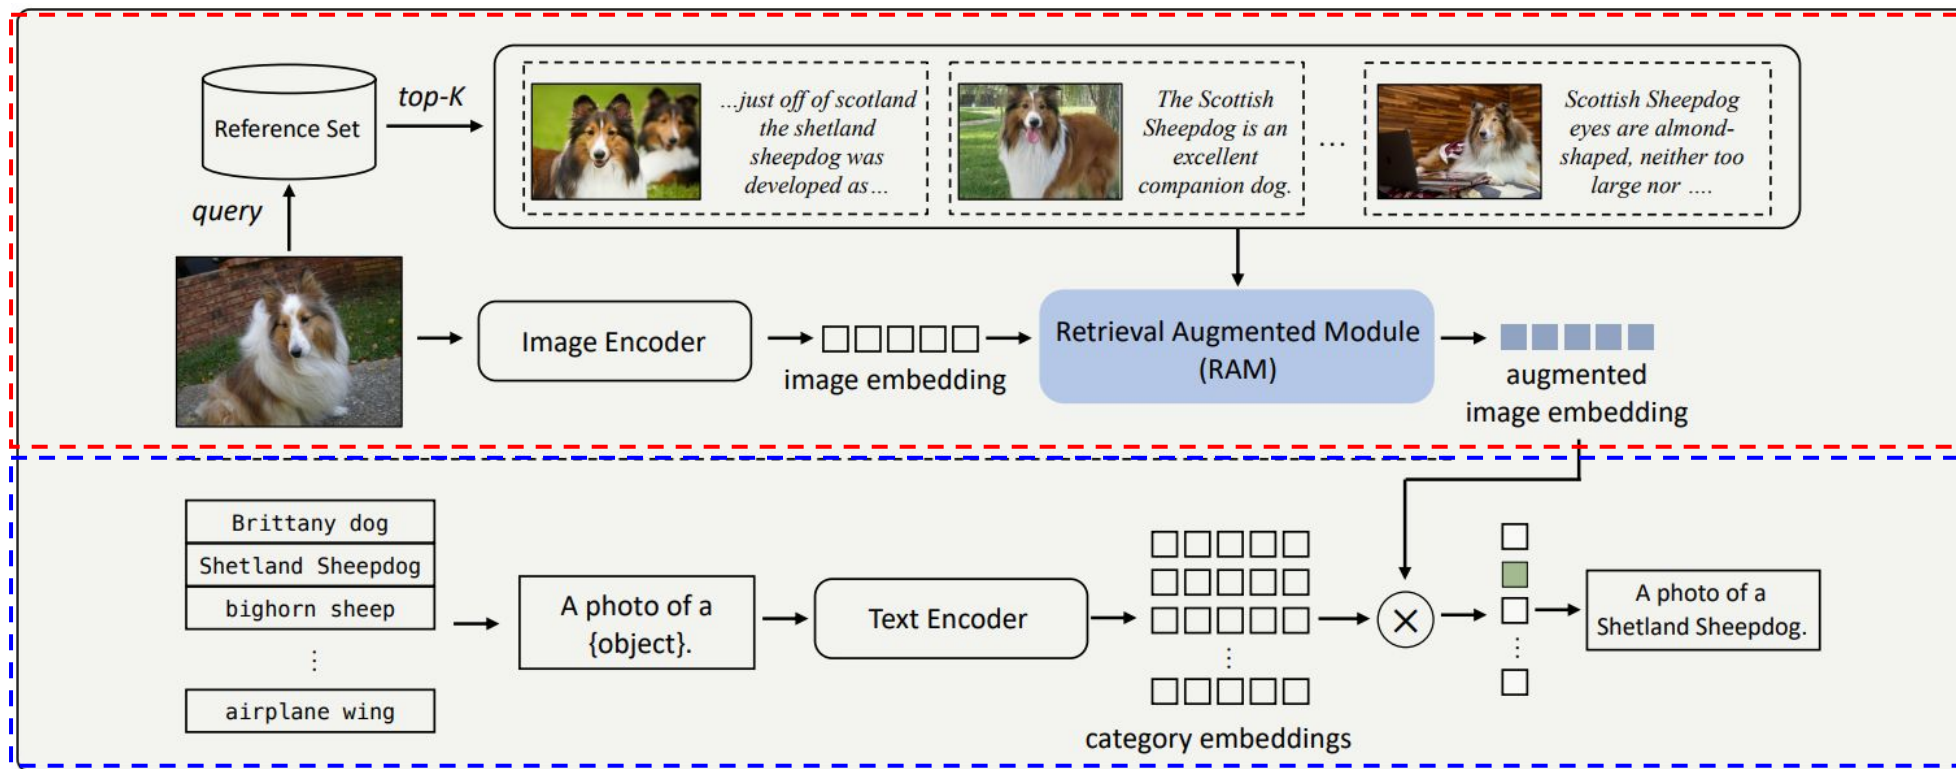 Reference Set
top-K
query
...just off of scotland
the shetland
sheepdog was
developed as...
The Scottish
Sheepdog is an
excellent
companion dog.
...
Scottish Sheepdog
eyes are almond-
shaped, neither too
large nor ....
Image Encoder
image embedding
Retrieval Augmented Module
(RAM)
augmented
image embedding
Brittany dog
Shetland Sheepdog
bighorn sheep
⋮
airplane wing
A photo of a
{object}.
Text Encoder
⋮
category embeddings
×
⋮
A photo of a
Shetland Sheepdog.